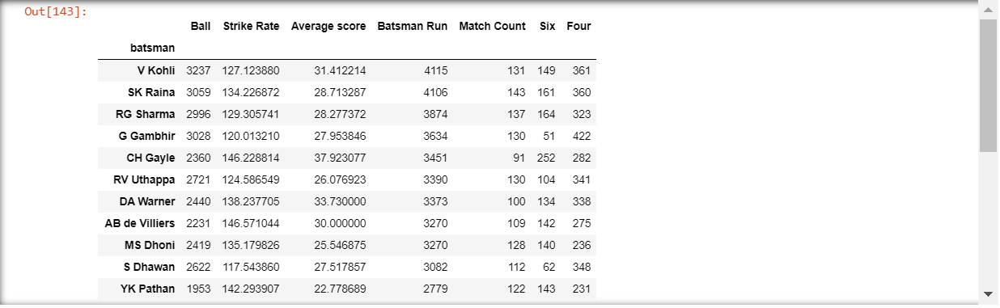 Out[143]:
Ball Strike Rate Average score Batsman Run Match Count Six Four
batsman
V Kohli 3237 127.123880 31.412214 4115 131 149 361
SK Raina 3059 134.226872 28.713287 4106 143 161 360
RG Sharma 2996 129.305741 28.277372 3874 137 164 323
G Gambhir 3028 120.013210 27.953846 3634 130 51 422
CH Gayle 2360 146.228814 37.923077 3451 91 252 282
RV Uthappa 2721 124.586549 26.076923 3390 130 104 341
DA Warner 2440 138.237705 33.730000 3373 100 134 338
AB de Villiers 2231 146.571044 30.000000 3270 109 142 275
MS Dhoni 2419 135.179826 25.546875 3270 128 140 236
S Dhawan 2622 117.543860 27.517857 3082 112 62 348
YK Pathan 1953 142.293907 22.778689 2779 122 143 231